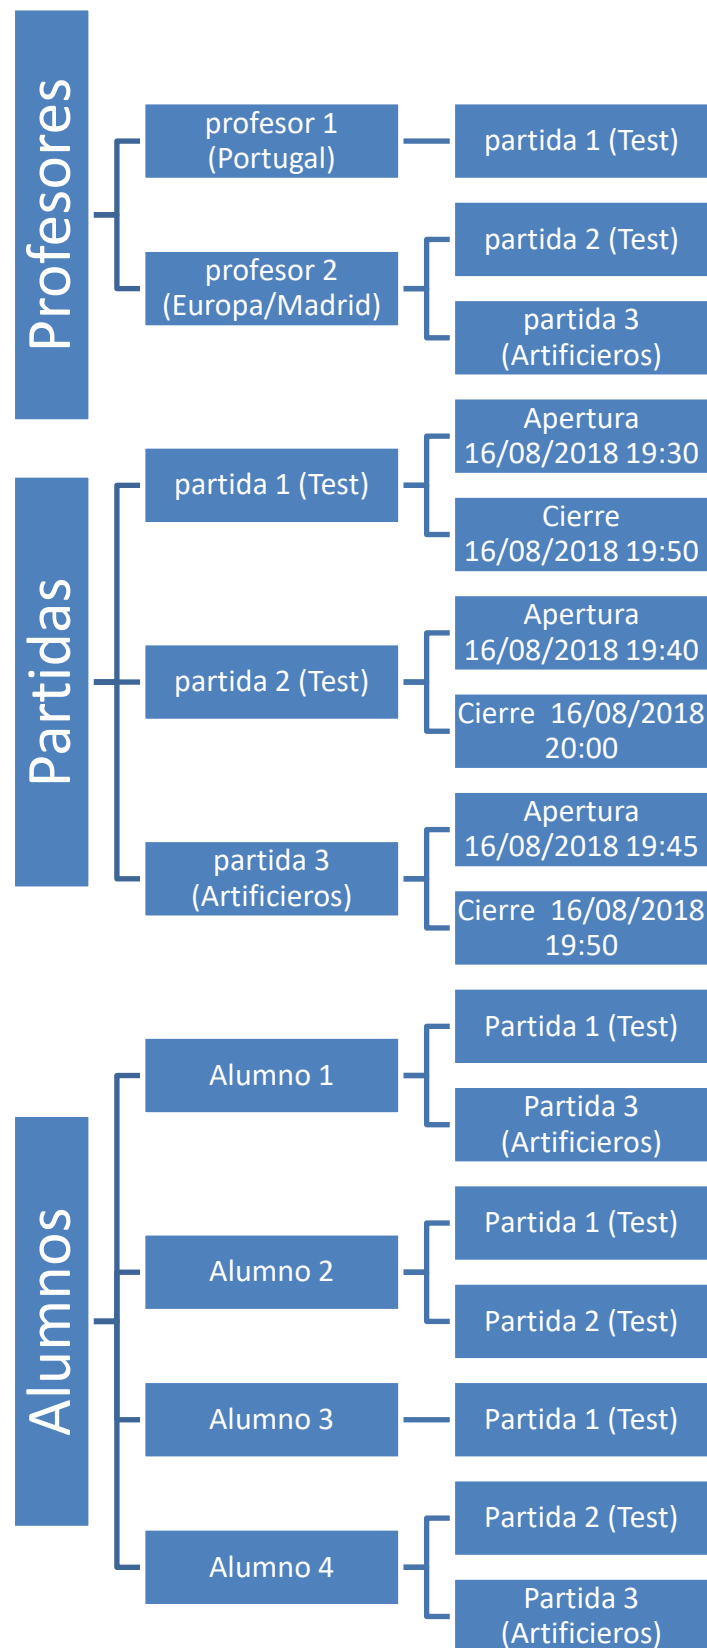 Profesores
profesor 1
(Portugal)
partida 1 (Test)
profesor 2
(Europa/Madrid)
partida 2 (Test)
partida 3
(Artificieros)
Partidas
partida 1 (Test)
Apertura
16/08/2018 19:30
Cierre
16/08/2018 19:50
partida 2 (Test)
Apertura
16/08/2018 19:40
Cierre  16/08/2018
20:00
partida 3
(Artificieros)
Apertura
16/08/2018 19:45
Cierre  16/08/2018
19:50
Alumnos
Alumno 1
Partida 1 (Test)
Partida 3
(Artificieros)
Alumno 2
Partida 1 (Test)
Partida 2 (Test)
Alumno 3
Partida 1 (Test)
Alumno 4
Partida 2 (Test)
Partida 3
(Artificieros)